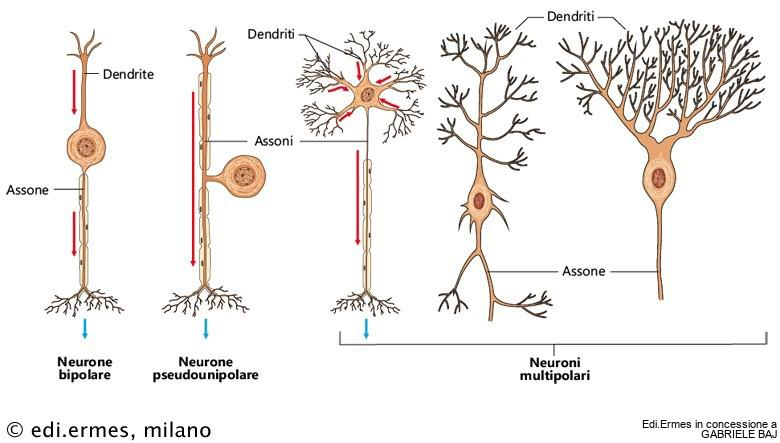 Dendriti
Dendriti
Dendrite
Assoni
Assone
Assone
Neurone
bipolare
Neurone
pseudounipolare
Neuroni
multipolari
© edi.ermes, milano
Edi.Ermes in concessione a
GABRIELE BAJ